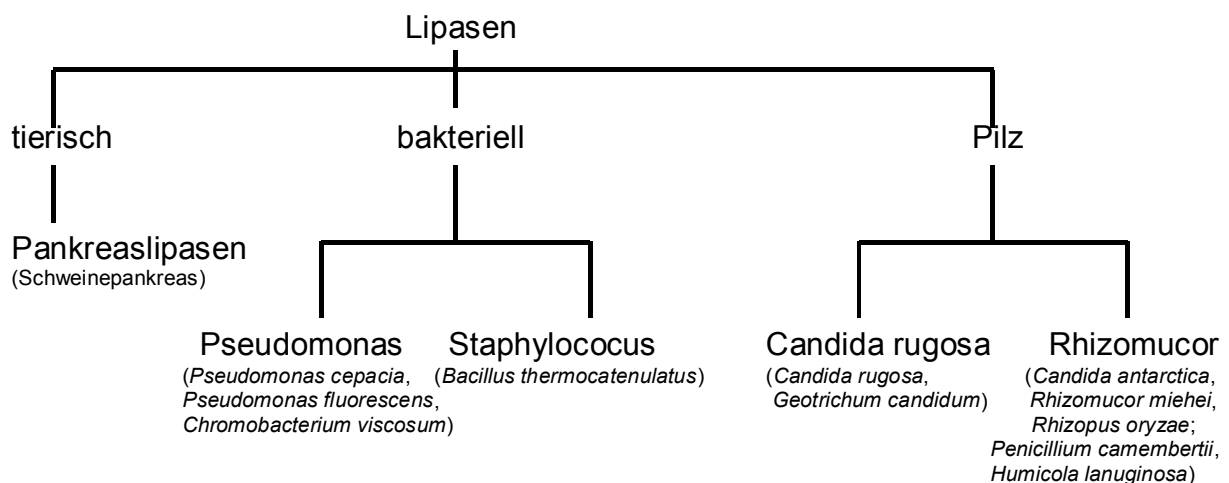 Lipasen
tierisch
bakteriell
Pilz
Pankreaslipasen
(Schweinepankreas)
Pseudomonas
(Pseudomonas cepacia,
Pseudomonas fluorescens,
Chromobacterium viscosum)
Staphylococus
(Bacillus thermocatenulatus)
Candida rugosa
(Candida rugosa,
Geotrichum candidum)
Rhizomucor
(Candida antarctica,
Rhizomucor miehei,
Rhizopus oryzae;
Penicillium camembertii,
Humicola lanuginosa)